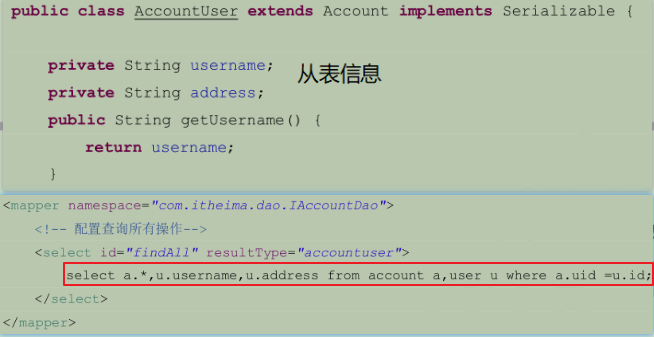 public class AccountUser extends Account implements Serializable {
private String username;
从表信息
private String address;
public String getUsername() {
return username;
}
<mapper namespace="com.itheima.dao.IAccountDao">
<!-- 配置查询所有操作-->
<select id="findAll" resultType="accountuser">
select a.*,u.username,u.address from account a,user u where a.uid =u.id;
</select>
</mapper>